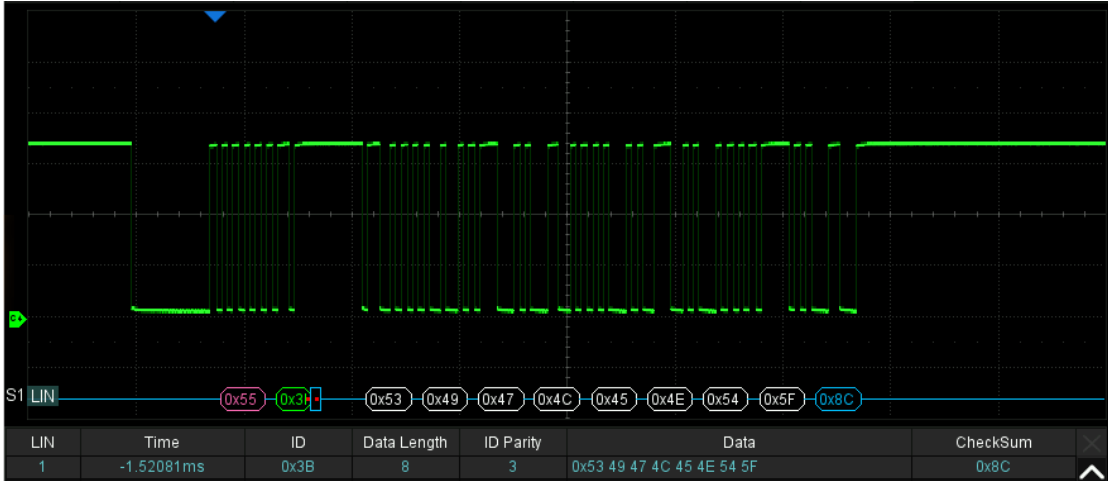 S1 LIN 0x55 0x3 0x53 0x49 0x47 0x4C 0x45 0x4E 0x54 0x5F 0x8C
LIN Time ID Data Length ID Parity Data CheckSum
1 -1.52081ms 0x3B 8 3 0x53 49 47 4C 45 4E 54 5F 0x8C